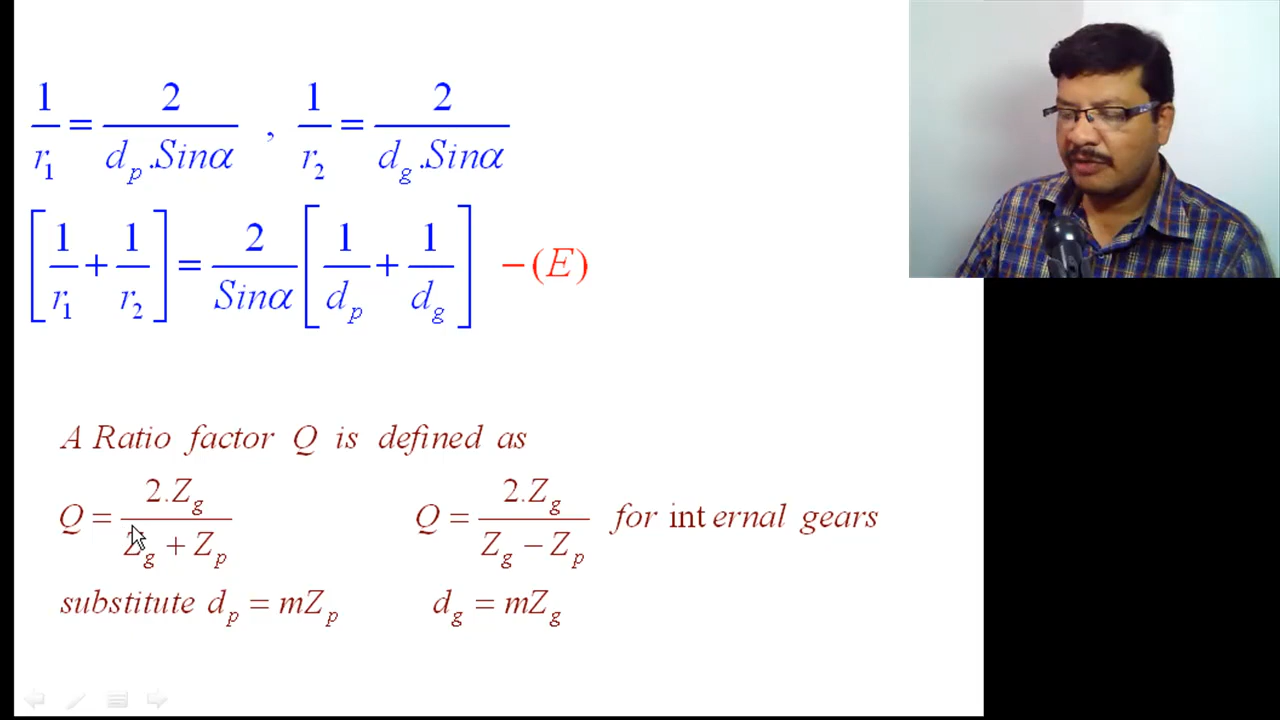 1/r₁ = 2/(d_p.Sinα) , 1/r₂ = 2/(d_g.Sinα)
[1/r₁ + 1/r₂] = 2/Sinα [1/d_p + 1/d_g] – (E)
A Ratio factor Q is defined as
Q = 2.Z_g/(Z_g + Z_p) Q = 2.Z_g/(Z_g − Z_p) for int ernal gears
substitute d_p = mZ_p d_g = mZ_g